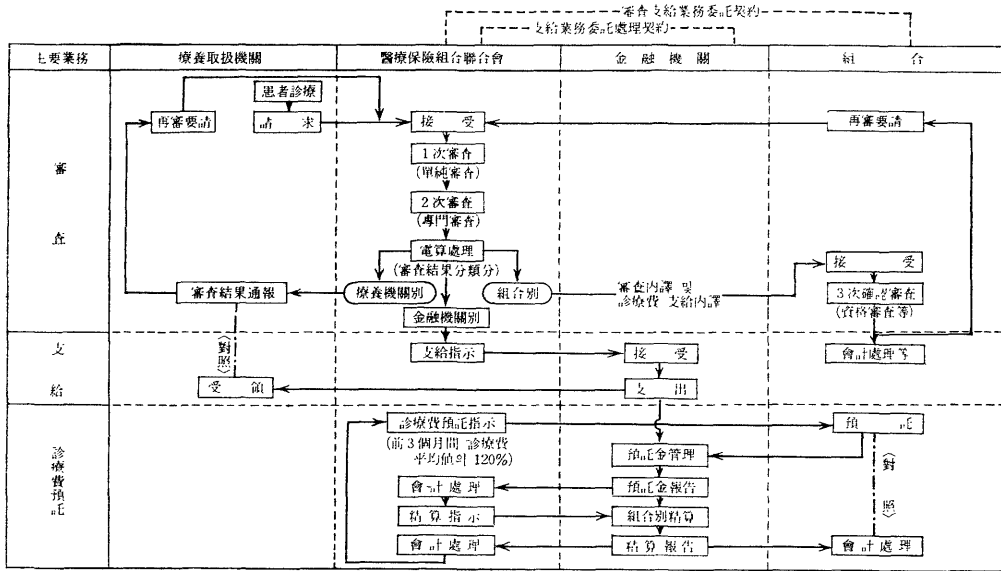 審査支給業務委託契約
支給業務委託處理契約
主要業務 療養取扱機關 醫療保險組合聯合會 金融機關 組合
審査
患者診療
再審要請 請求 接受 再審要請
1次審査
(單純審査)
2次審査
(專門審査)
電算處理
(審査結果分類分)
接受
審査結果通報 療養機關別 組合別 審査內譯 및
診療費 支給內譯
3次確認審査
(資格審査等)
金融機關別
支給
〈對照〉
支給指示 接受 會計處理等
受領 支出
診療費預託
診療費預託指示 預託
(前3個月間 診療費
平均値의 120%)
預託金管理
〈對照〉
會計處理 預託金報告
精算指示 組合別精算
會計處理 精算報告 會計處理